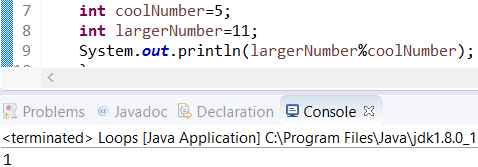 7 int coolNumber=5;
8 int largerNumber=11;
9 System.out.println(largerNumber%coolNumber);
Problems @ Javadoc Declaration Console
<terminated> Loops [Java Application] C:\Program Files\Java\jdk1.8.0_1
1